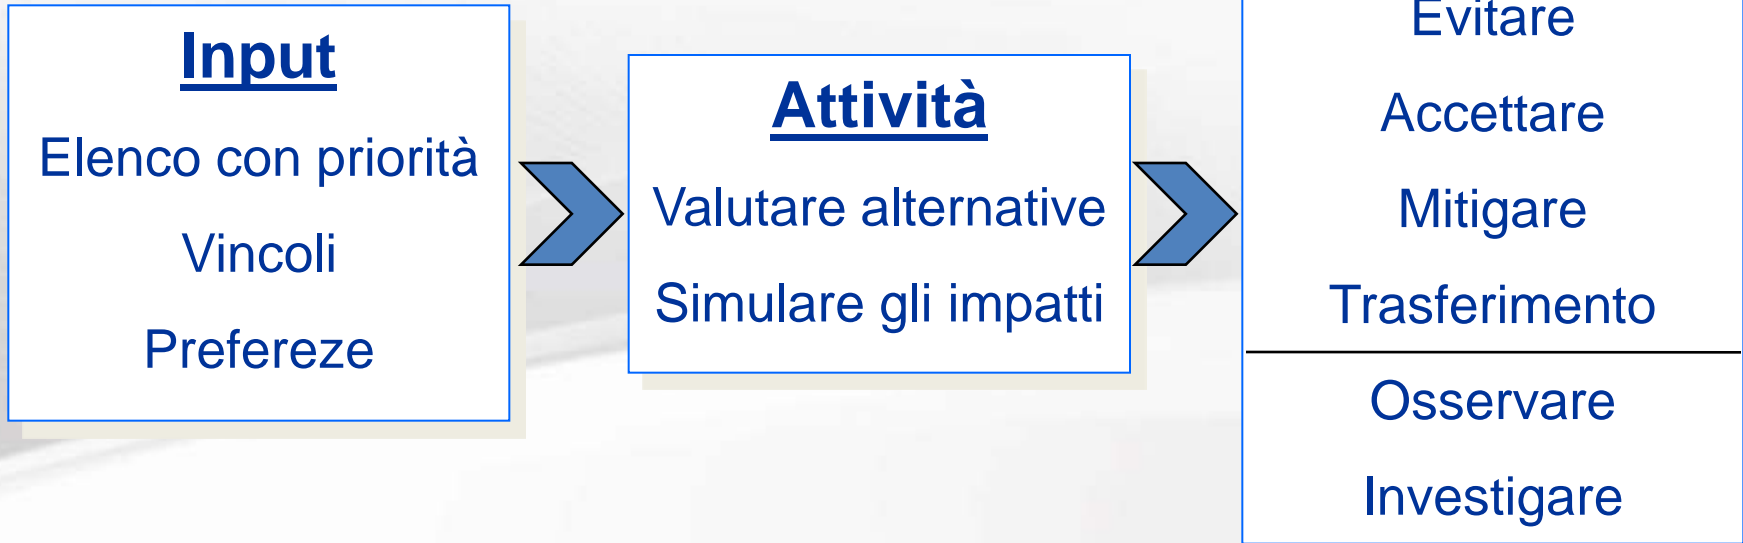 Input
Elenco con priorità
Vincoli
Prefereze
Attività
Valutare alternative
Simulare gli impatti
Evitare
Accettare
Mitigare
Trasferimento
Osservare
Investigare